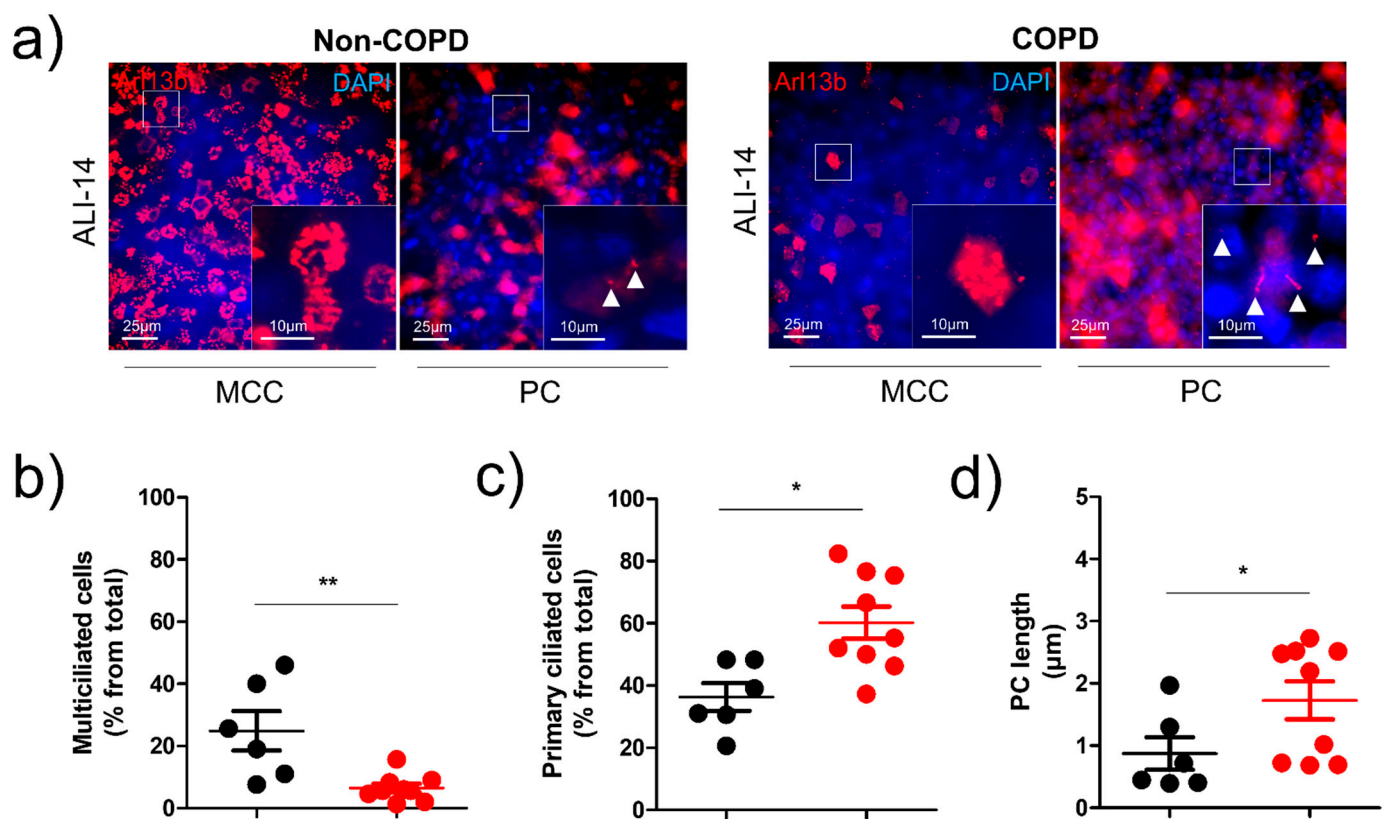 a)
Non-COPD
COPD
Arl13b
DAPI
Arl13b
DAPI
ALI-14
ALI-14
25µm
10µm
25µm
10µm
25µm
10µm
25µm
10µm
MCC
PC
MCC
PC
b)
c)
d)
Multiciliated cells
(% from total)
100
80
60
40
20
0
**
Primary ciliated cells
(% from total)
100
80
60
40
20
0
*
PC length
(µm)
5
4
3
2
1
0
*